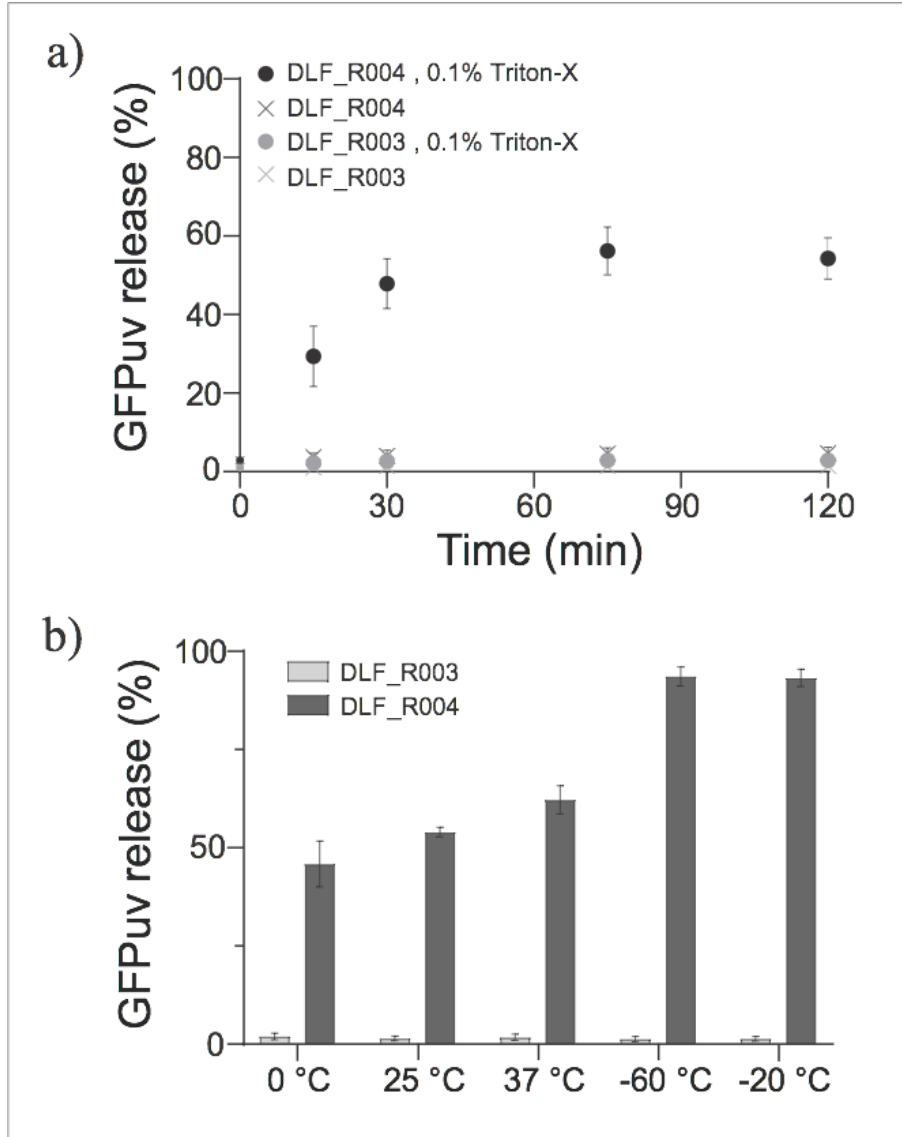 a)
GFPuv release (%)
100
80
60
40
20
0
DLF_R004 , 0.1% Triton-X
DLF_R004
DLF_R003 , 0.1% Triton-X
DLF_R003
0 30 60 90 120
Time (min)
b)
GFPuv release (%)
100
50
0
DLF_R003
DLF_R004
0 °C 25 °C 37 °C -60 °C -20 °C